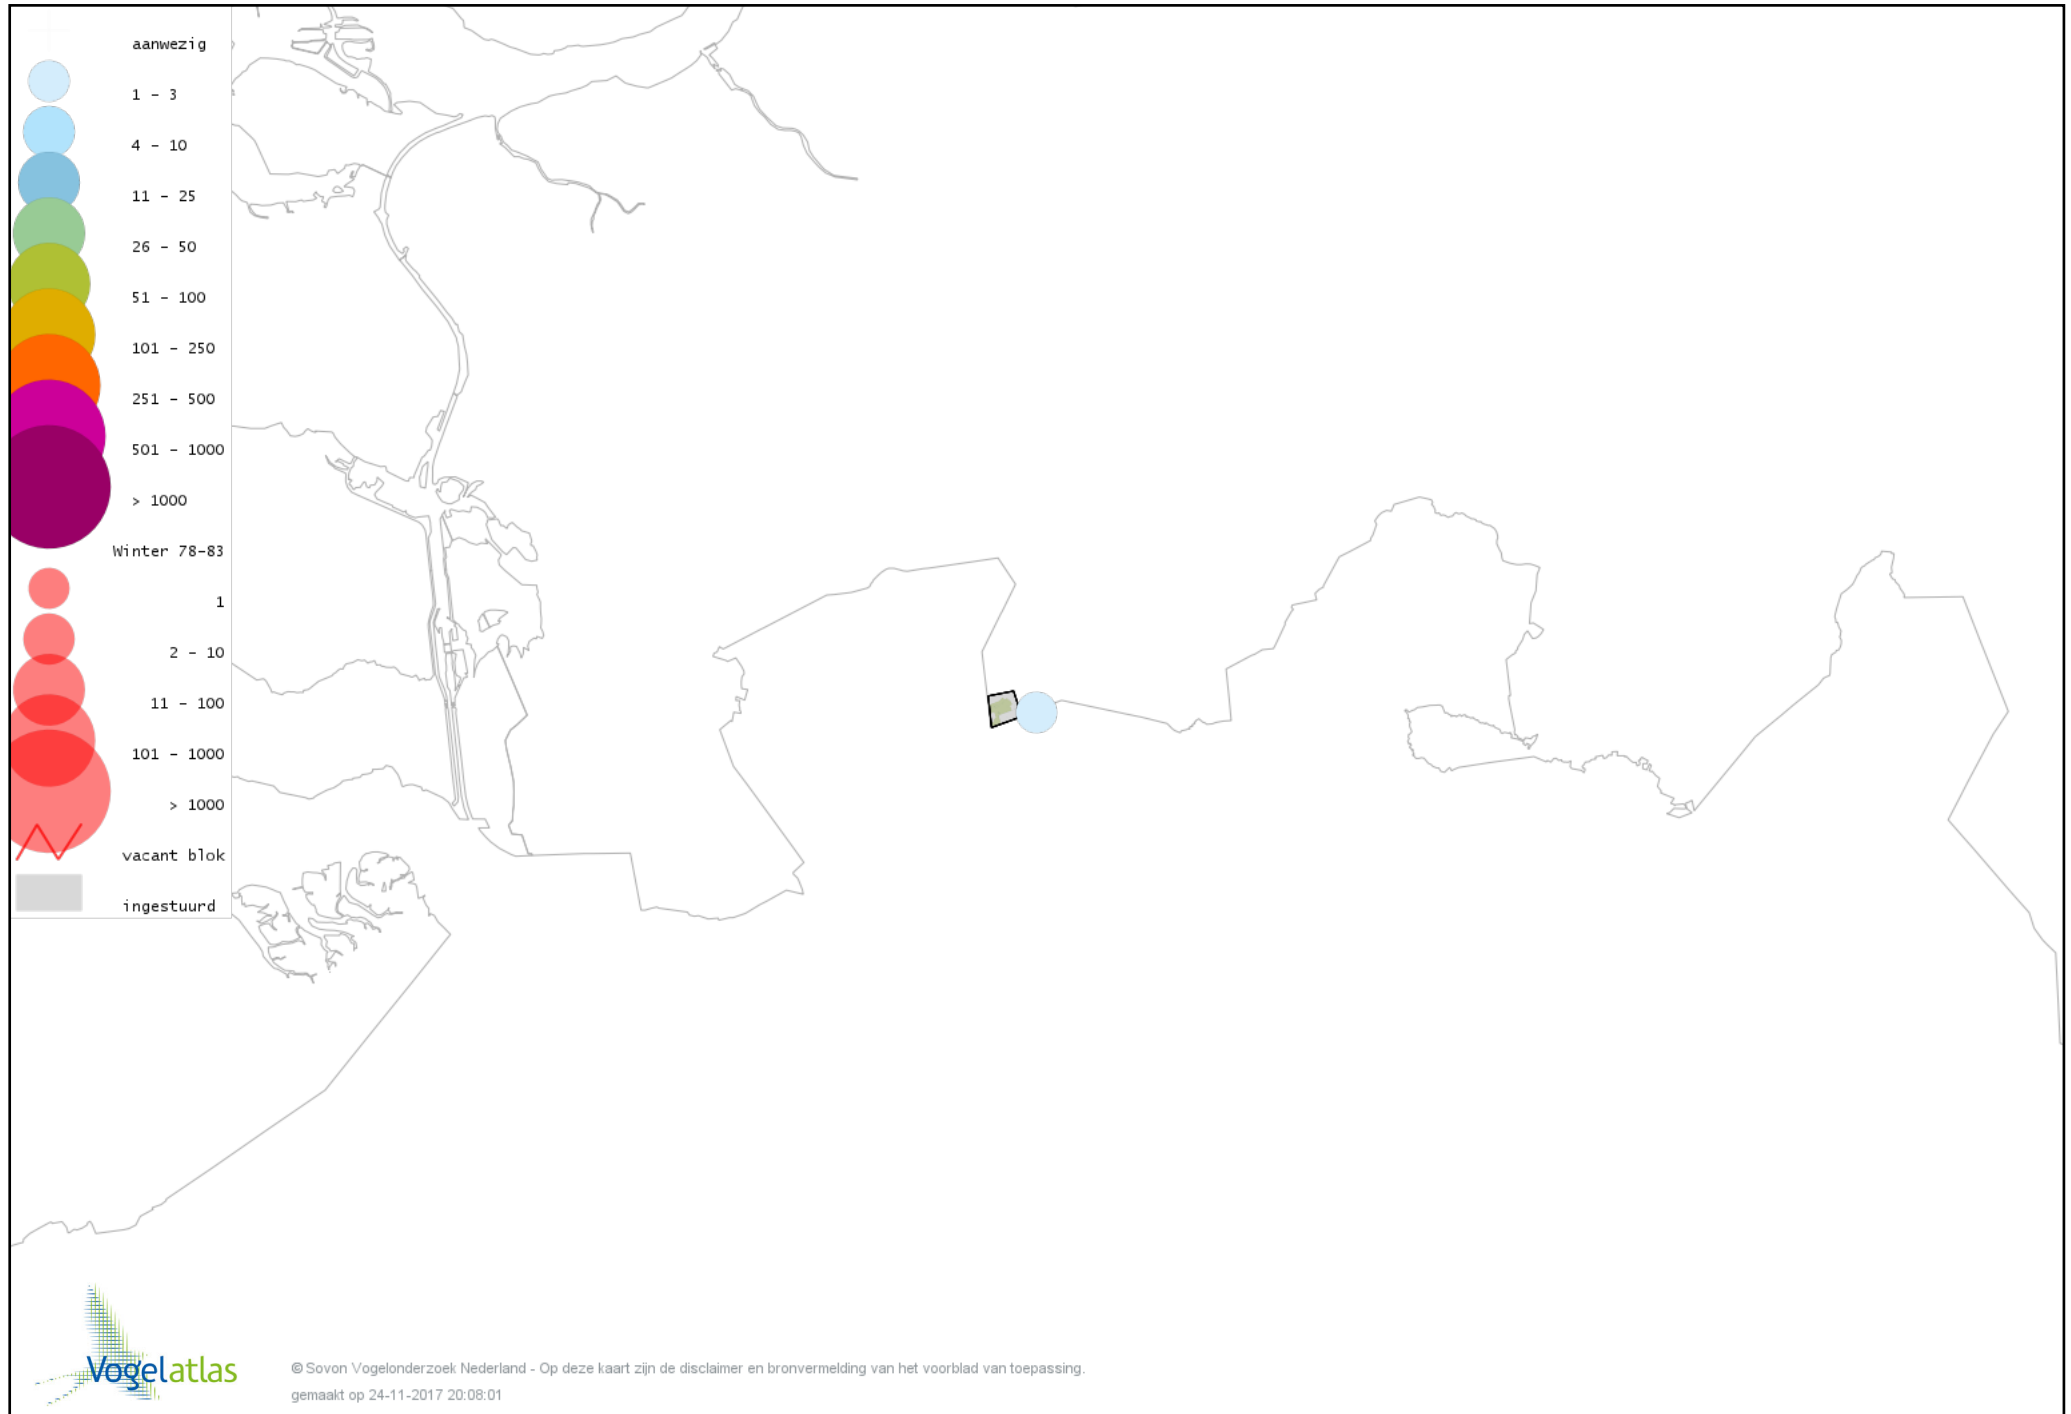 aanwezig
1 - 3
4 - 10
11 - 25
26 - 50
51 - 100
101 - 250
251 - 500
501 - 1000
> 1000
Winter 78-83
1
2 - 10
11 - 100
101 - 1000
> 1000
vacant blok
ingestuurd
Vogelatlas
© Sovon Vogelonderzoek Nederland - Op deze kaart zijn de disclaimer en bronvermelding van het voorblad van toepassing.
gemaakt op 24-11-2017 20:08:01